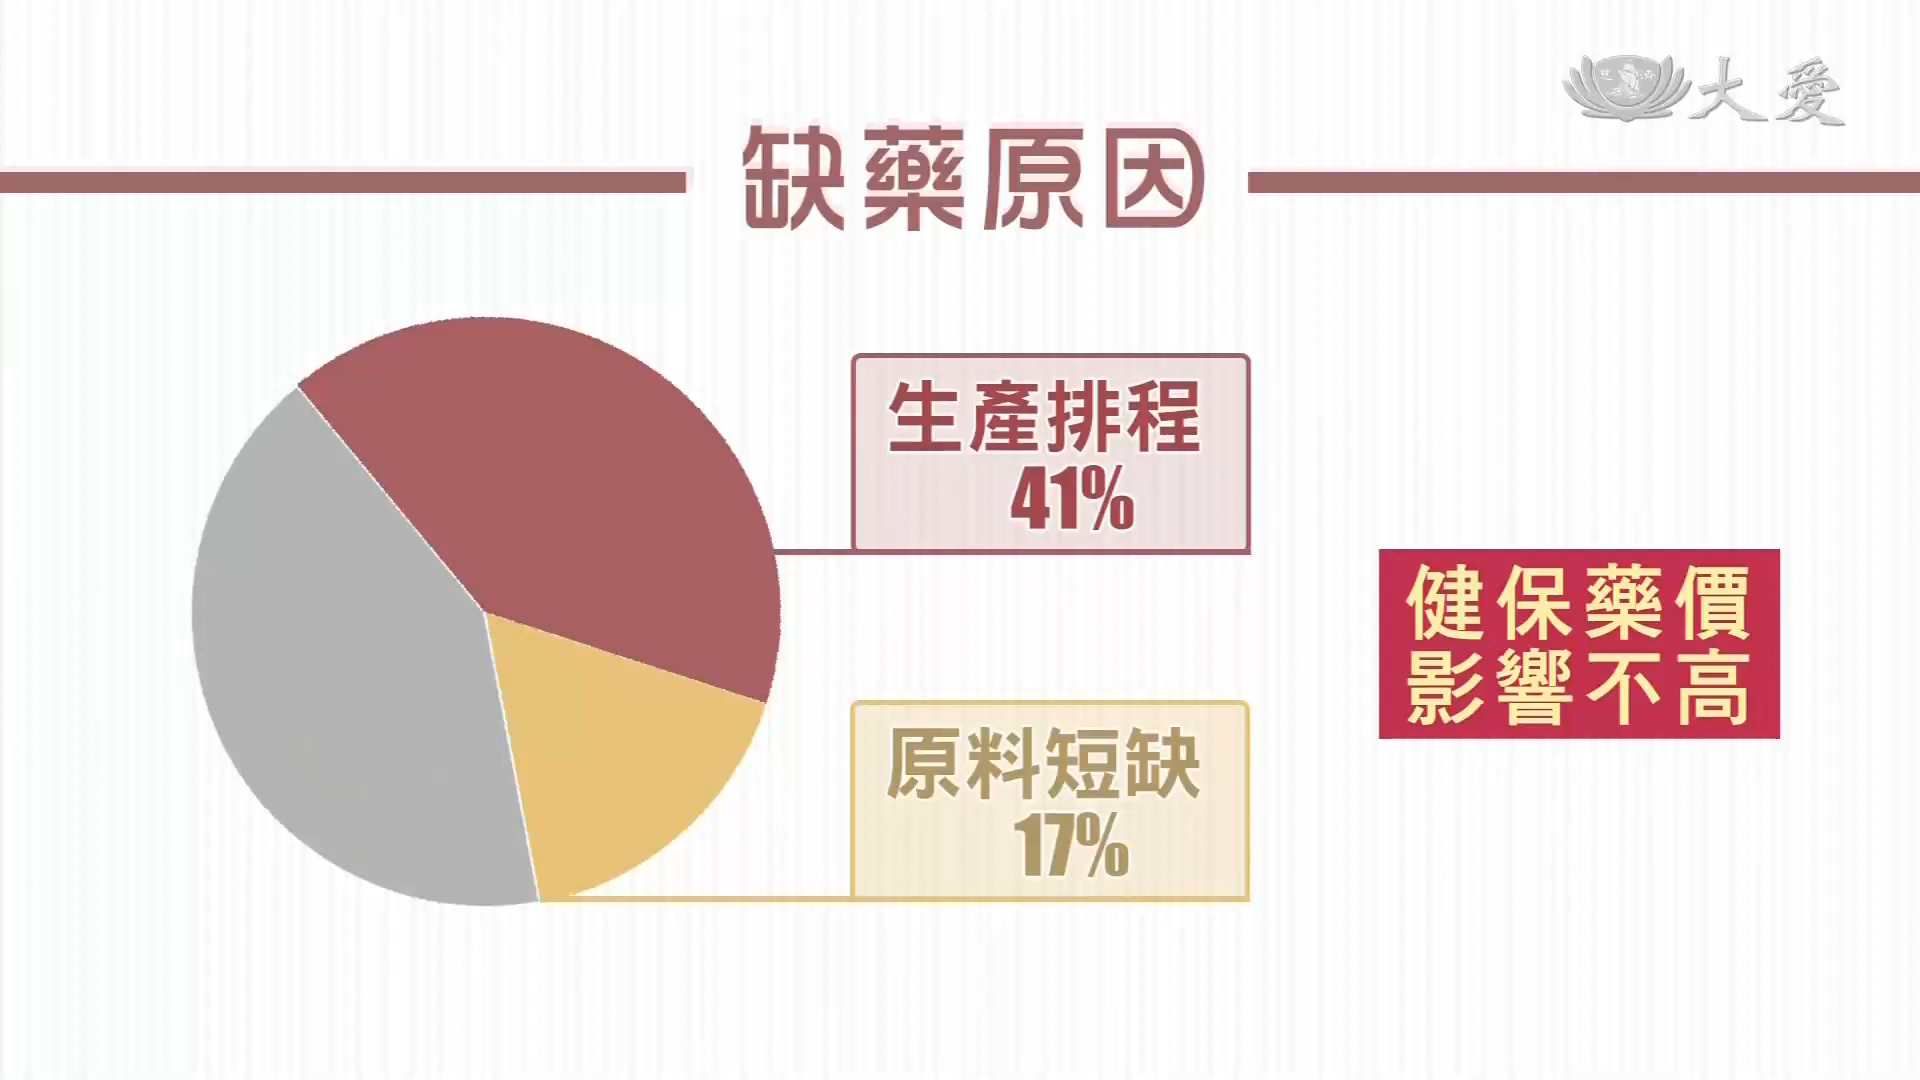 大愛
缺藥原因
生產排程
41%
健保藥價
影響不高
原料短缺
17%